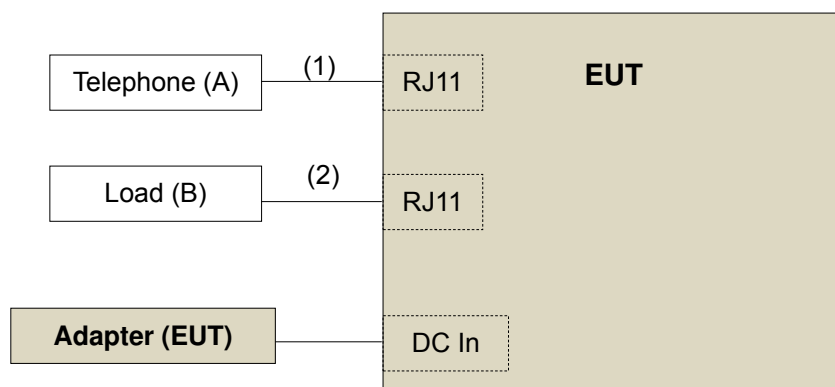 Telephone (A)
(1)
RJ11
EUT
Load (B)
(2)
RJ11
Adapter (EUT)
DC In